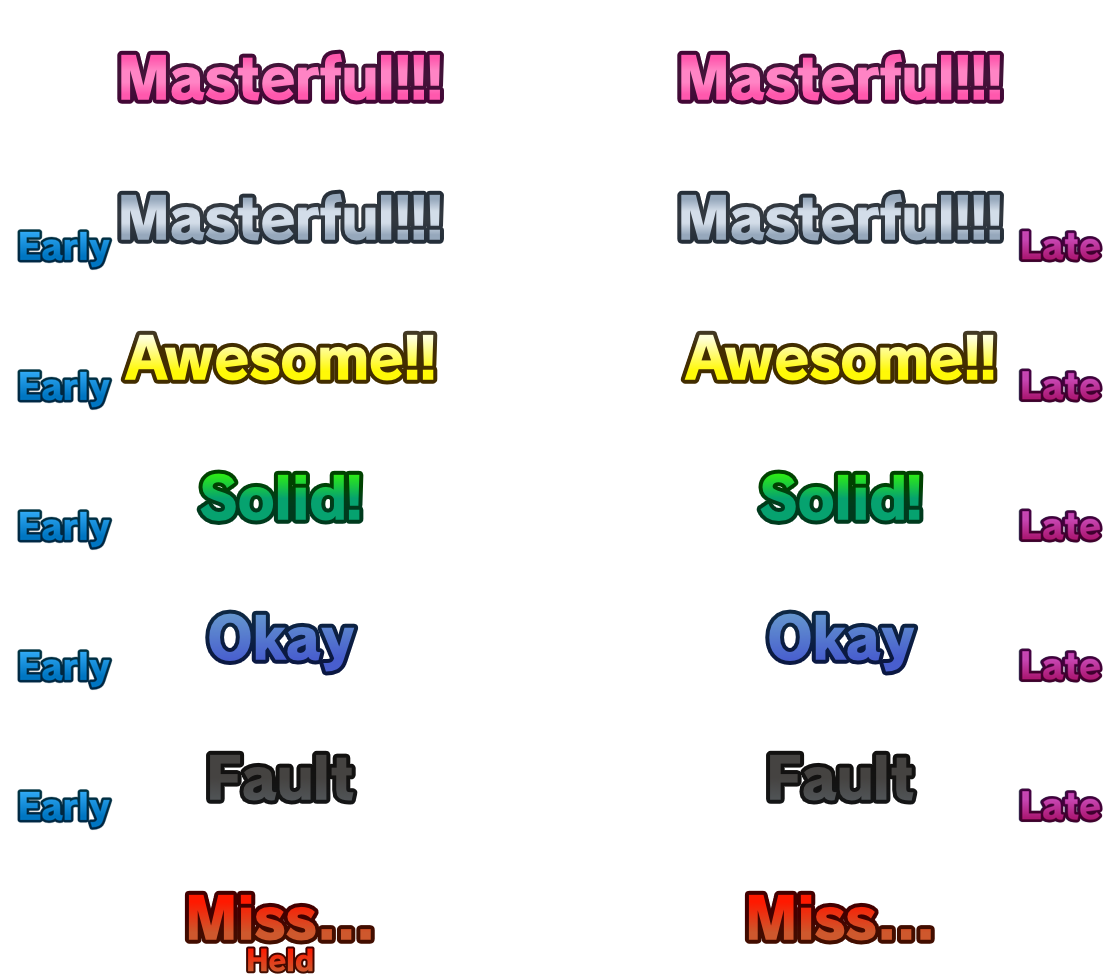 Masterful!!! Masterful!!!
Early Masterful!!! Masterful!!! Late
Early Awesome!! Awesome!! Late
Early Solid! Solid! Late
Early Okay Okay Late
Early Fault Fault Late
Miss... Miss...
Held